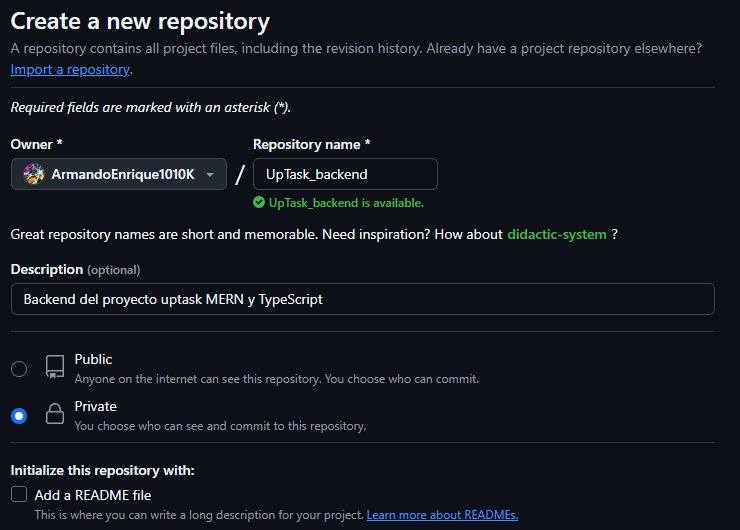 Create a new repository
A repository contains all project files, including the revision history. Already have a project repository elsewhere?
Import a repository.
Required fields are marked with an asterisk (*).
Owner * Repository name *
ArmandoEnrique1010K / UpTask_backend
UpTask_backend is available.
Great repository names are short and memorable. Need inspiration? How about didactic-system ?
Description (optional)
Backend del proyecto uptask MERN y TypeScript
Public
Anyone on the internet can see this repository. You choose who can commit.
Private
You choose who can see and commit to this repository.
Initialize this repository with:
Add a README file
This is where you can write a long description for your project. Learn more about READMEs.